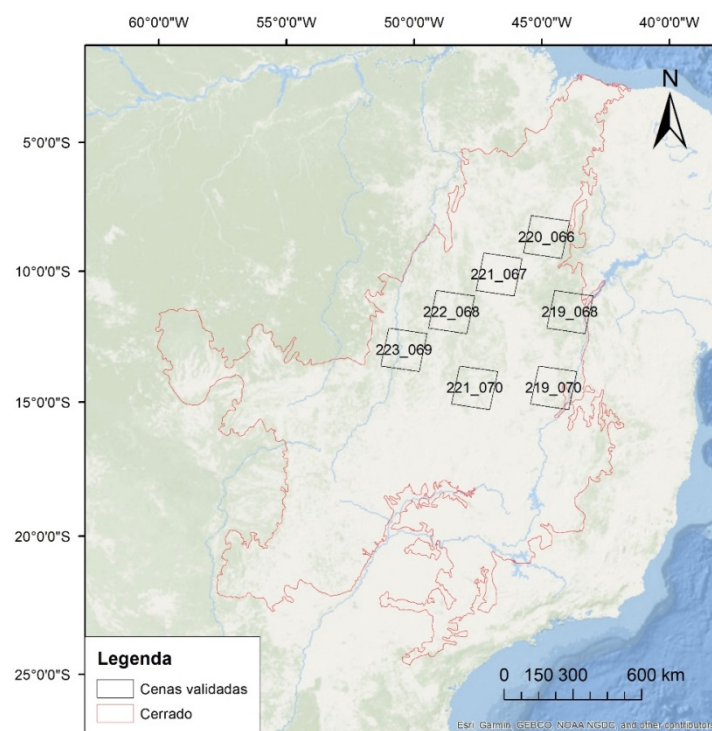 60°0'0"W 55°0'0"W 50°0'0"W 45°0'0"W 40°0'0"W
N
5°0'0"S
10°0'0"S
15°0'0"S
20°0'0"S
25°0'0"S
220_066
221_067
222_068
219_068
223_069
221_070
219_070
Legenda
Cenas validadas
Cerrado
0 150 300 600 km
Esri, Garmin, GEBCO, NOAA NGDC, and other contributors